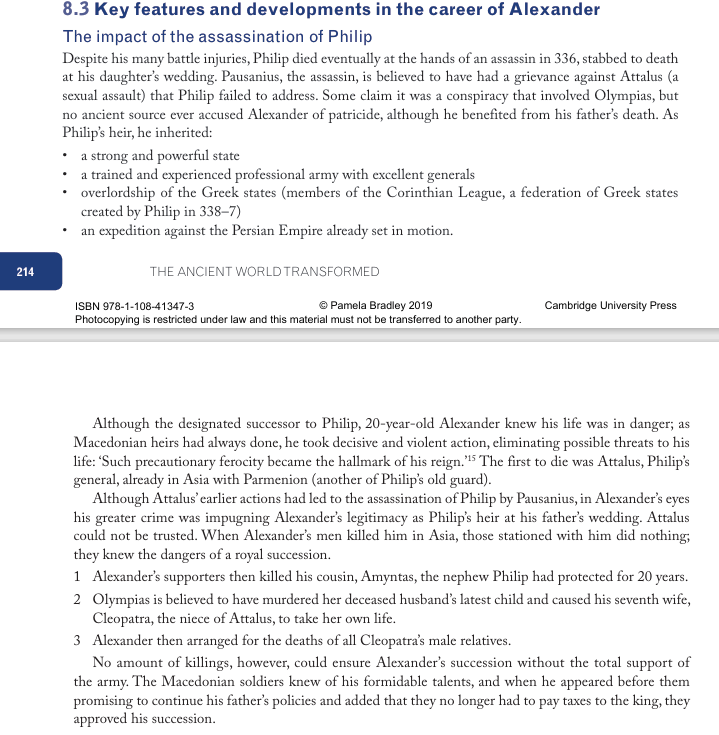 8.3 Key features and developments in the career of Alexander
The impact of the assassination of Philip
Despite his many battle injuries, Philip died eventually at the hands of an assassin in 336, stabbed to death
at his daughter’s wedding. Pausanius, the assassin, is believed to have had a grievance against Attalus (a
sexual assault) that Philip failed to address. Some claim it was a conspiracy that involved Olympias, but
no ancient source ever accused Alexander of patricide, although he benefited from his father’s death. As
Philip’s heir, he inherited:
• a strong and powerful state
• a trained and experienced professional army with excellent generals
• overlordship of the Greek states (members of the Corinthian League, a federation of Greek states
created by Philip in 338–7)
• an expedition against the Persian Empire already set in motion.
214 THE ANCIENT WORLD TRANSFORMED
ISBN 978-1-108-41347-3 © Pamela Bradley 2019 Cambridge University Press
Photocopying is restricted under law and this material must not be transferred to another party.
Although the designated successor to Philip, 20-year-old Alexander knew his life was in danger; as
Macedonian heirs had always done, he took decisive and violent action, eliminating possible threats to his
life: ‘Such precautionary ferocity became the hallmark of his reign.’¹⁵ The first to die was Attalus, Philip’s
general, already in Asia with Parmenion (another of Philip’s old guard).
Although Attalus’ earlier actions had led to the assassination of Philip by Pausanius, in Alexander’s eyes
his greater crime was impugning Alexander’s legitimacy as Philip’s heir at his father’s wedding. Attalus
could not be trusted. When Alexander’s men killed him in Asia, those stationed with him did nothing;
they knew the dangers of a royal succession.
1 Alexander’s supporters then killed his cousin, Amyntas, the nephew Philip had protected for 20 years.
2 Olympias is believed to have murdered her deceased husband’s latest child and caused his seventh wife,
Cleopatra, the niece of Attalus, to take her own life.
3 Alexander then arranged for the deaths of all Cleopatra’s male relatives.
No amount of killings, however, could ensure Alexander’s succession without the total support of
the army. The Macedonian soldiers knew of his formidable talents, and when he appeared before them
promising to continue his father’s policies and added that they no longer had to pay taxes to the king, they
approved his succession.